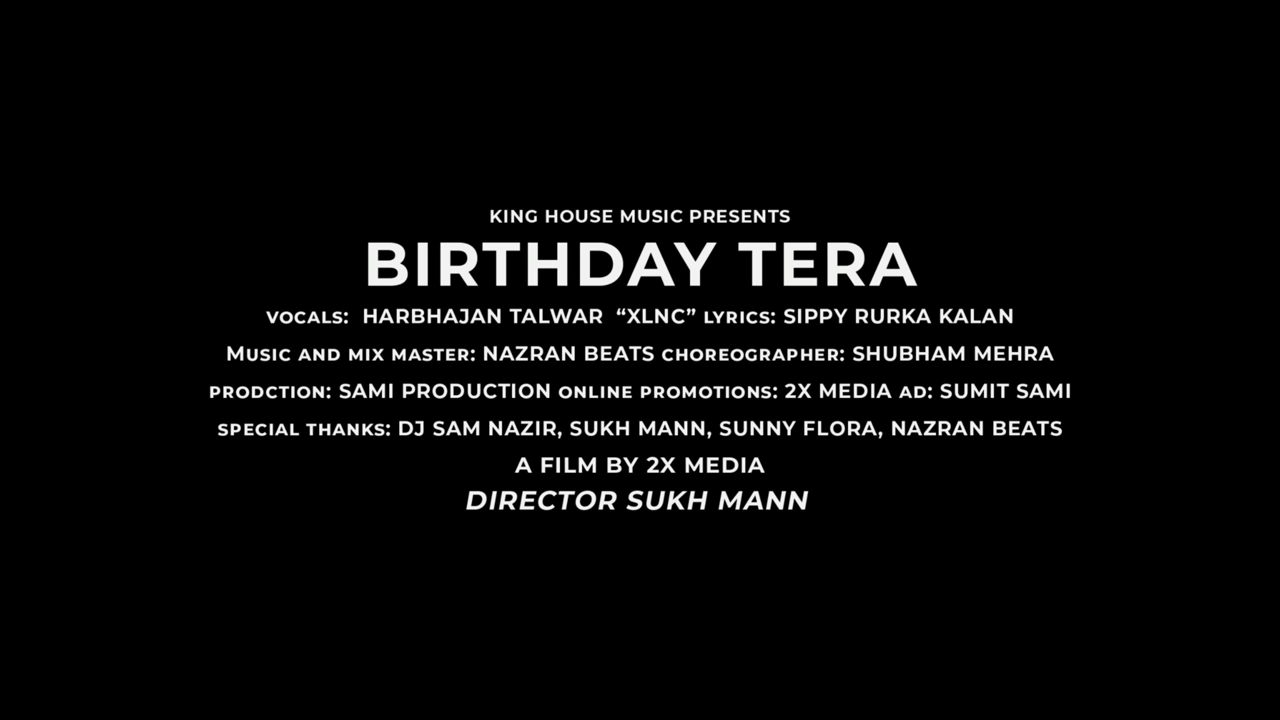 KING HOUSE MUSIC PRESENTS
BIRTHDAY TERA
VOCALS: HARBHAJAN TALWAR “XLNC” LYRICS: SIPPY RURKA KALAN
MUSIC AND MIX MASTER: NAZRAN BEATS CHOREOGRAPHER: SHUBHAM MEHRA
PRODCTION: SAMI PRODUCTION ONLINE PROMOTIONS: 2X MEDIA AD: SUMIT SAMI
SPECIAL THANKS: DJ SAM NAZIR, SUKH MANN, SUNNY FLORA, NAZRAN BEATS
A FILM BY 2X MEDIA
DIRECTOR SUKH MANN